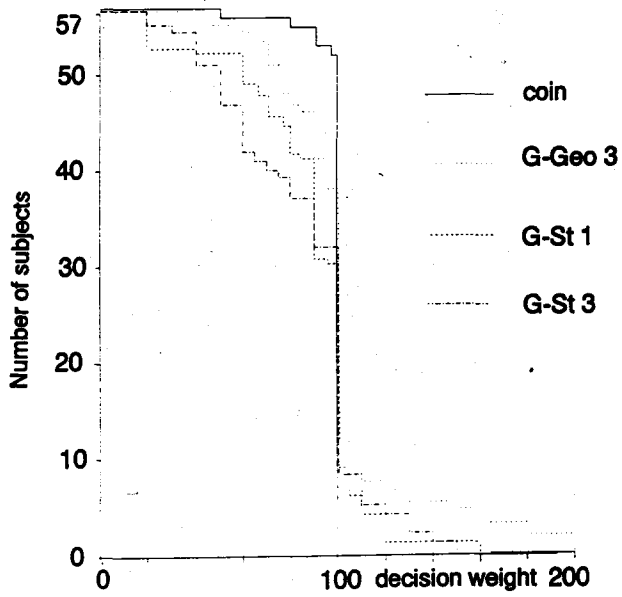 57
50
40
30
20
10
0
Number of subjects
coin
G-Geo 3
G-St 1
G-St 3
0
100
decision weight
200